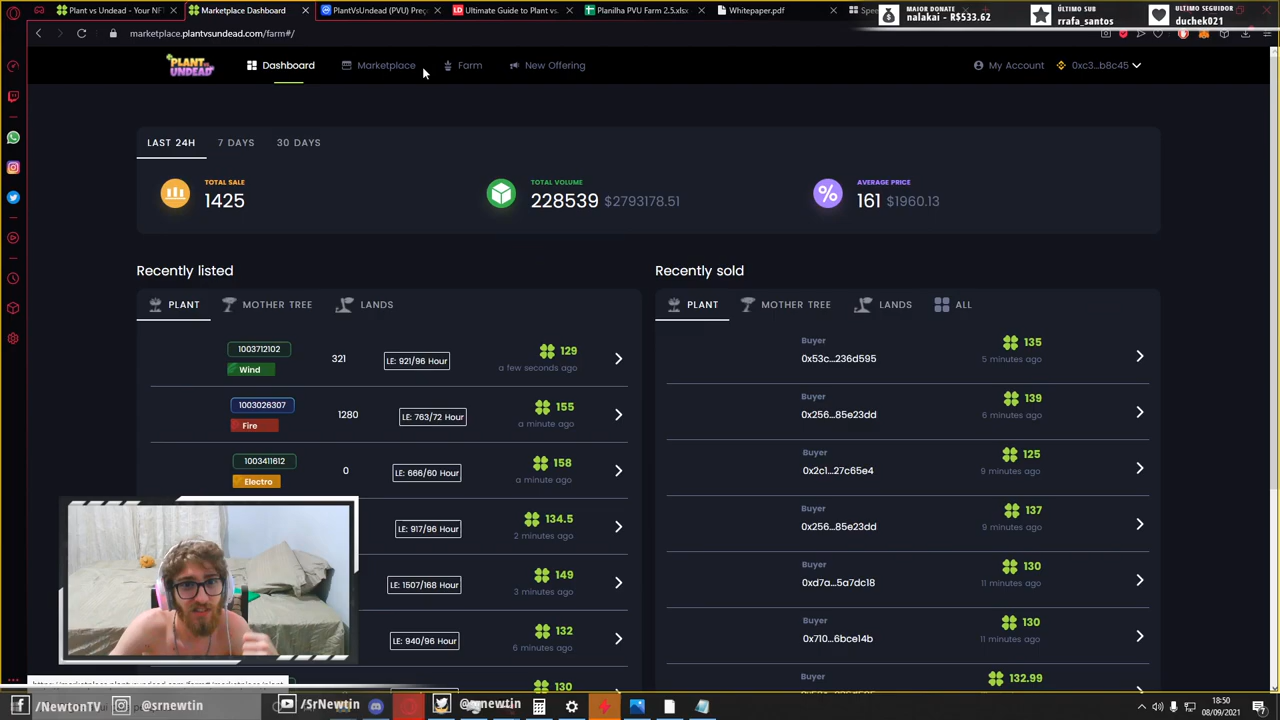 Plant vs Undead - Your NF
Marketplace Dashboard
PlantVsUndead (PVU) Preç
Ultimate Guide to Plant vs.
Planilha PVU Farm 2.5.xlsx
Whitepaper.pdf
Spee
MAJOR DONATE
nalakai - R$533.62
ÚLTIMO SUB
rrafa_santos
ÚLTIMO SEGUIDOR
duchek021
marketplace.plantvsundead.com/farm#/
PLANT
UNDEAD
Dashboard
Marketplace
Farm
New Offering
My Account
0xc3...b8c45
LAST 24H
7 DAYS
30 DAYS
TOTAL SALE
1425
TOTAL VOLUME
228539 $2793178.51
AVERAGE PRICE
161 $1960.13
Recently listed
PLANT
MOTHER TREE
LANDS
1003712102
Wind
321
LE: 921/96 Hour
129
a few seconds ago
1003026307
Fire
1280
LE: 763/72 Hour
155
a minute ago
1003411612
Electro
0
LE: 666/60 Hour
158
a minute ago
LE: 917/96 Hour
134.5
2 minutes ago
LE: 1507/168 Hour
149
3 minutes ago
LE: 940/96 Hour
132
6 minutes ago
130
Recently sold
PLANT
MOTHER TREE
LANDS
ALL
Buyer
0x53c...236d595
135
5 minutes ago
Buyer
0x256...85e23dd
139
6 minutes ago
Buyer
0x2c1...27c65e4
125
9 minutes ago
Buyer
0x256...85e23dd
137
9 minutes ago
Buyer
0xd7a...5a7dc18
130
11 minutes ago
Buyer
0x710...6bce14b
130
11 minutes ago
Buyer
132.99
/NewtonTV
@srnewtin
/SrNewtin
@srnewtin
18:50
08/09/2021